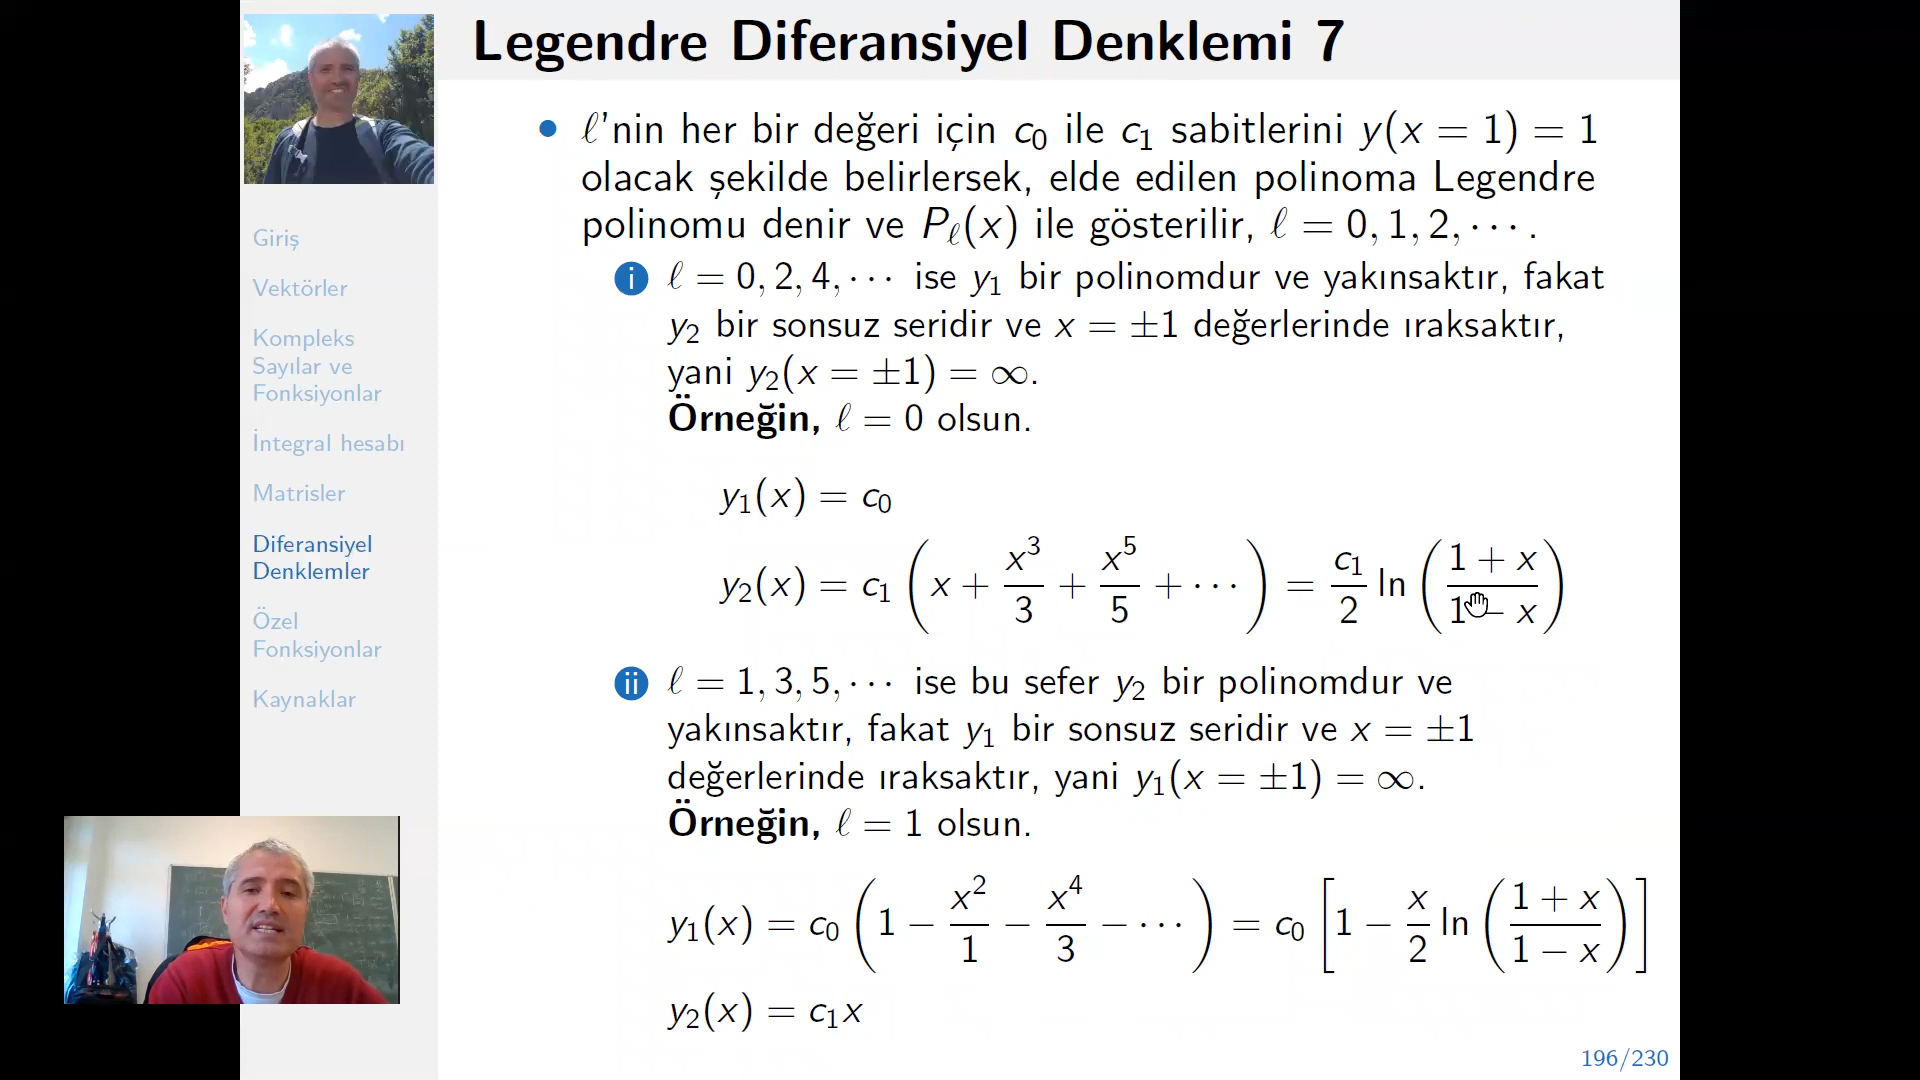 Legendre Diferansiyel Denklemi 7
Giriş
Vektörler
Kompleks
Sayılar ve
Fonksiyonlar
İntegral hesabı
Matrisler
Diferansiyel
Denklemler
Özel
Fonksiyonlar
Kaynaklar
• ℓ'nin her bir değeri için c₀ ile c₁ sabitlerini y(x = 1) = 1
olacak şekilde belirlersek, elde edilen polinoma Legendre
polinomu denir ve P_ℓ(x) ile gösterilir, ℓ = 0, 1, 2, ⋯ .
i ℓ = 0, 2, 4, ⋯ ise y₁ bir polinomdur ve yakınsaktır, fakat
y₂ bir sonsuz seridir ve x = ±1 değerlerinde ıraksaktır,
yani y₂(x = ±1) = ∞.
Örneğin, ℓ = 0 olsun.
y₁(x) = c₀
y₂(x) = c₁ (x + x³/3 + x⁵/5 + ⋯) = c₁/2 ln ((1 + x)/(1 − x))
ii ℓ = 1, 3, 5, ⋯ ise bu sefer y₂ bir polinomdur ve
yakınsaktır, fakat y₁ bir sonsuz seridir ve x = ±1
değerlerinde ıraksaktır, yani y₁(x = ±1) = ∞.
Örneğin, ℓ = 1 olsun.
y₁(x) = c₀ (1 − x²/1 − x⁴/3 − ⋯) = c₀ [1 − x/2 ln ((1 + x)/(1 − x))]
y₂(x) = c₁x
196/230